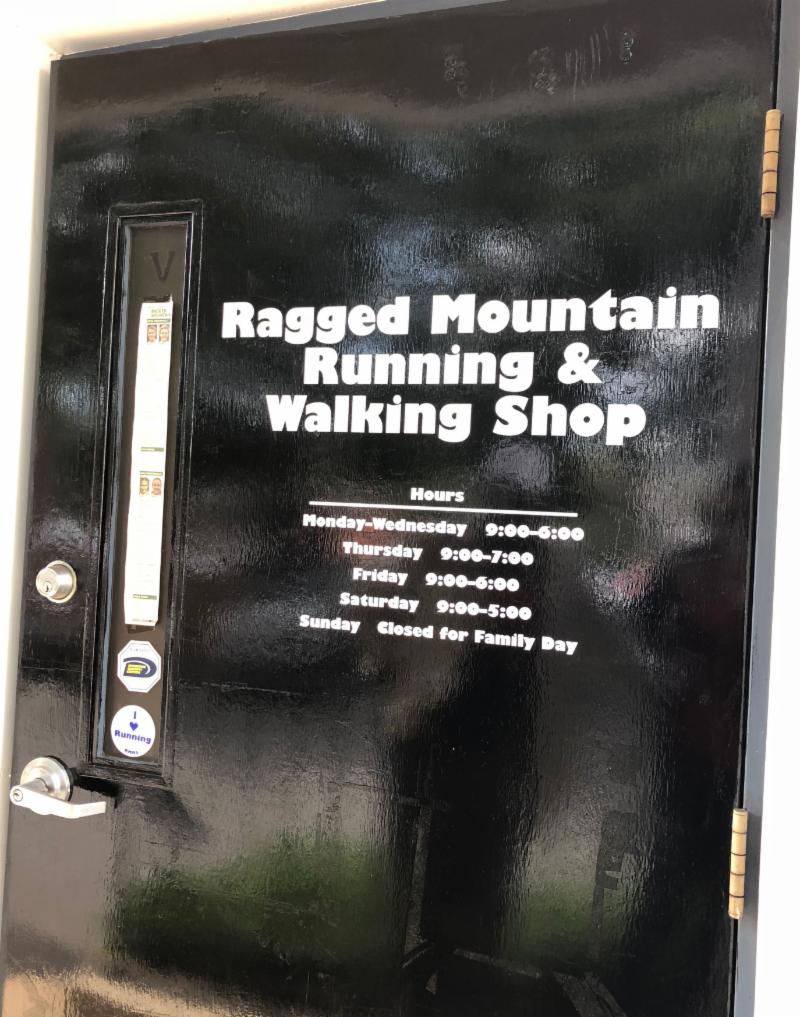 Ragged Mountain
Running &
Walking Shop
Hours
Monday-Wednesday 9:00-6:00
Thursday 9:00-7:00
Friday 9:00-6:00
Saturday 9:00-5:00
Sunday Closed for Family Day
V
I
Running